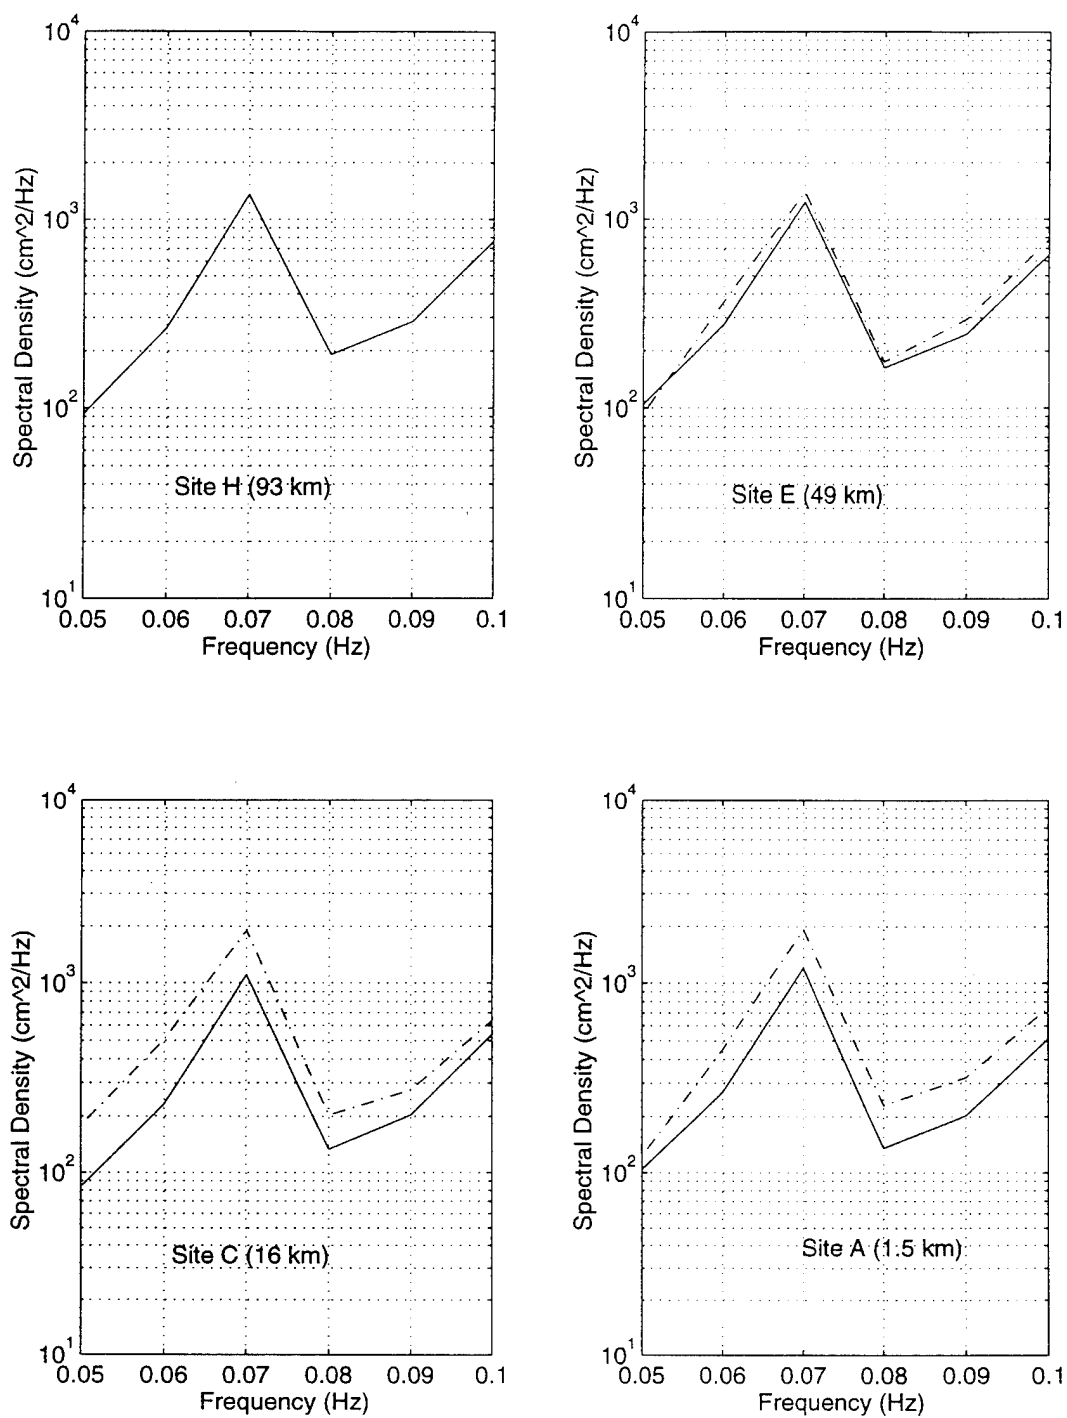 10^4
10^3
10^2
10^1
Spectral Density (cm^2/Hz)
Site H (93 km)
0.05 0.06 0.07 0.08 0.09 0.1
Frequency (Hz)
10^4
10^3
10^2
10^1
Spectral Density (cm^2/Hz)
Site E (49 km)
0.05 0.06 0.07 0.08 0.09 0.1
Frequency (Hz)
10^4
10^3
10^2
10^1
Spectral Density (cm^2/Hz)
Site C (16 km)
0.05 0.06 0.07 0.08 0.09 0.1
Frequency (Hz)
10^4
10^3
10^2
10^1
Spectral Density (cm^2/Hz)
Site A (1.5 km)
0.05 0.06 0.07 0.08 0.09 0.1
Frequency (Hz)